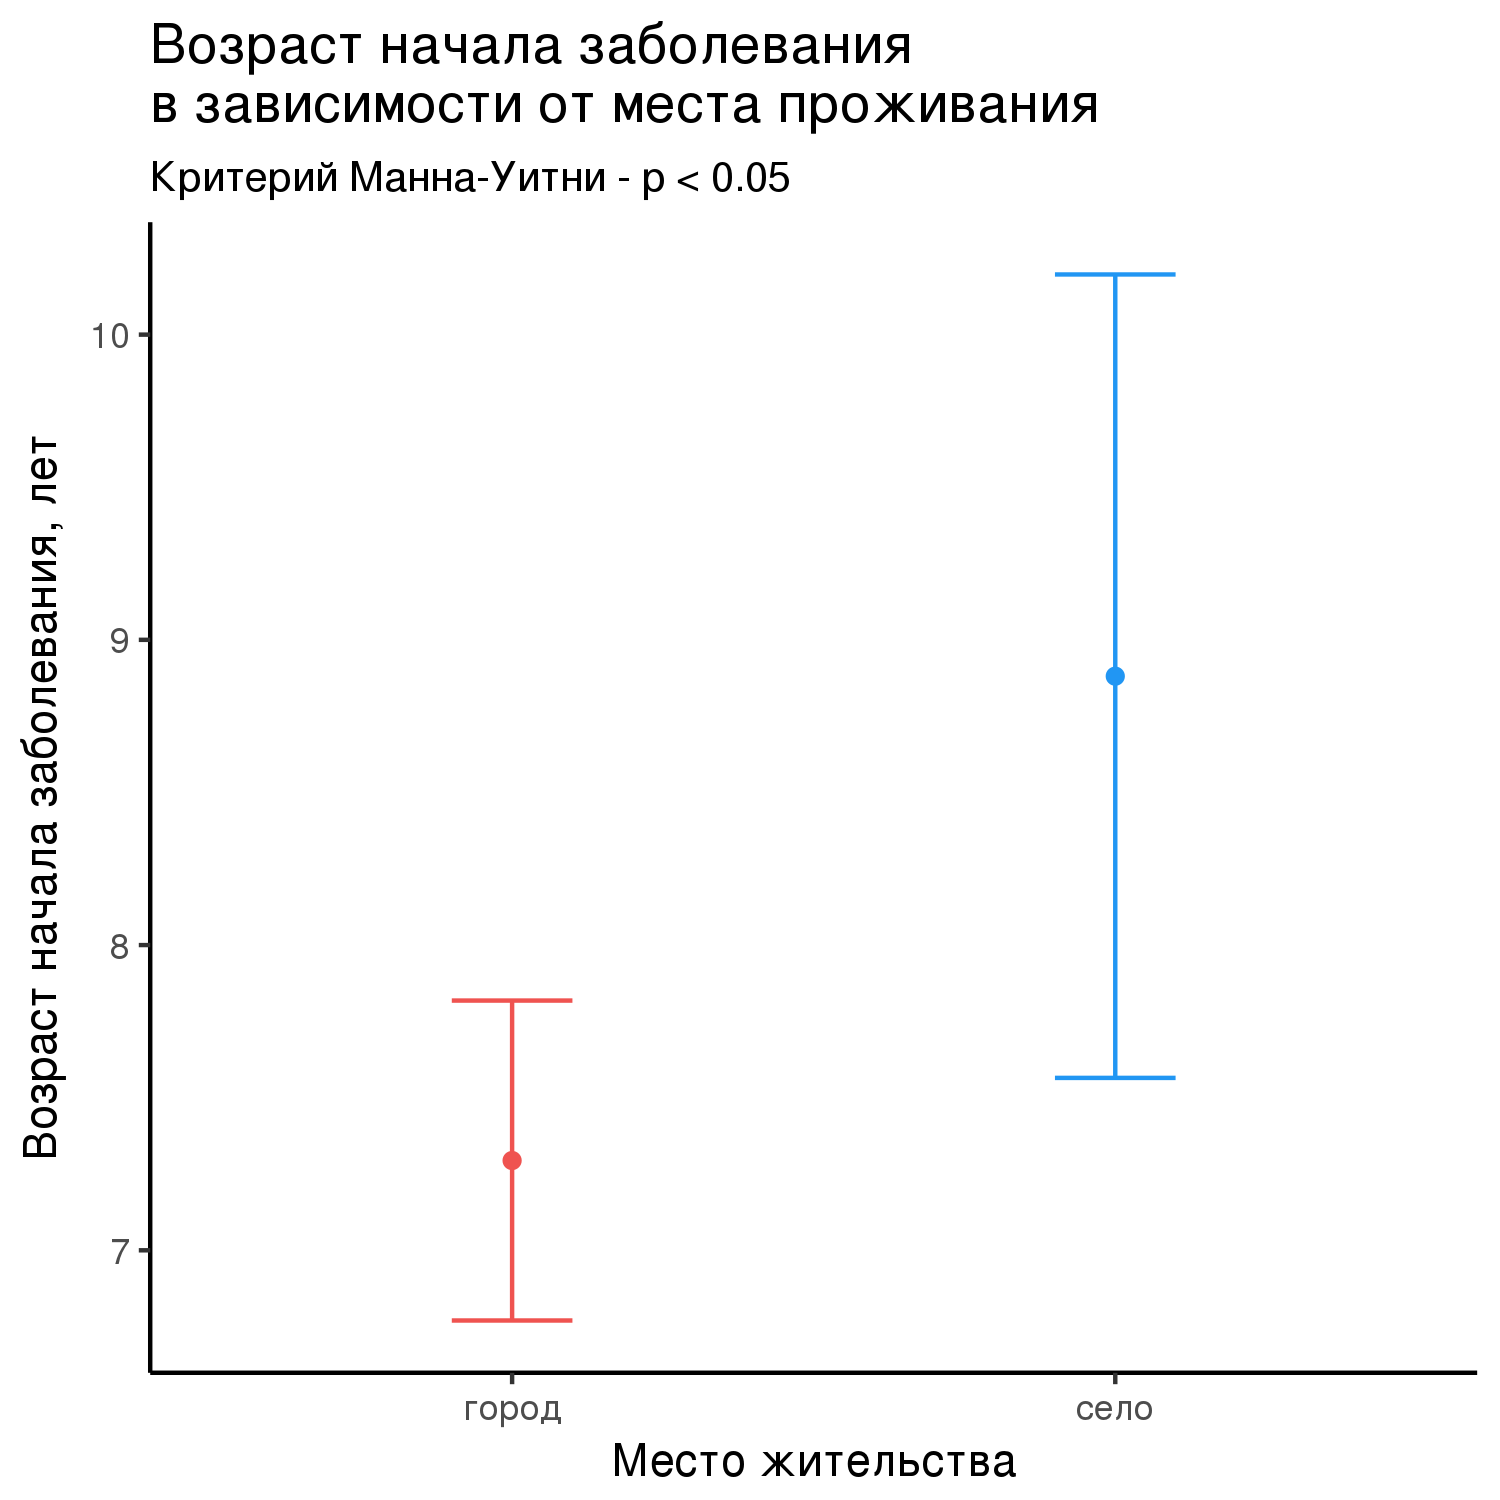 Возраст начала заболевания
в зависимости от места проживания
Критерий Манна-Уитни - p < 0.05
Возраст начала заболевания, лет
10
9
8
7
город
село
Место жительства